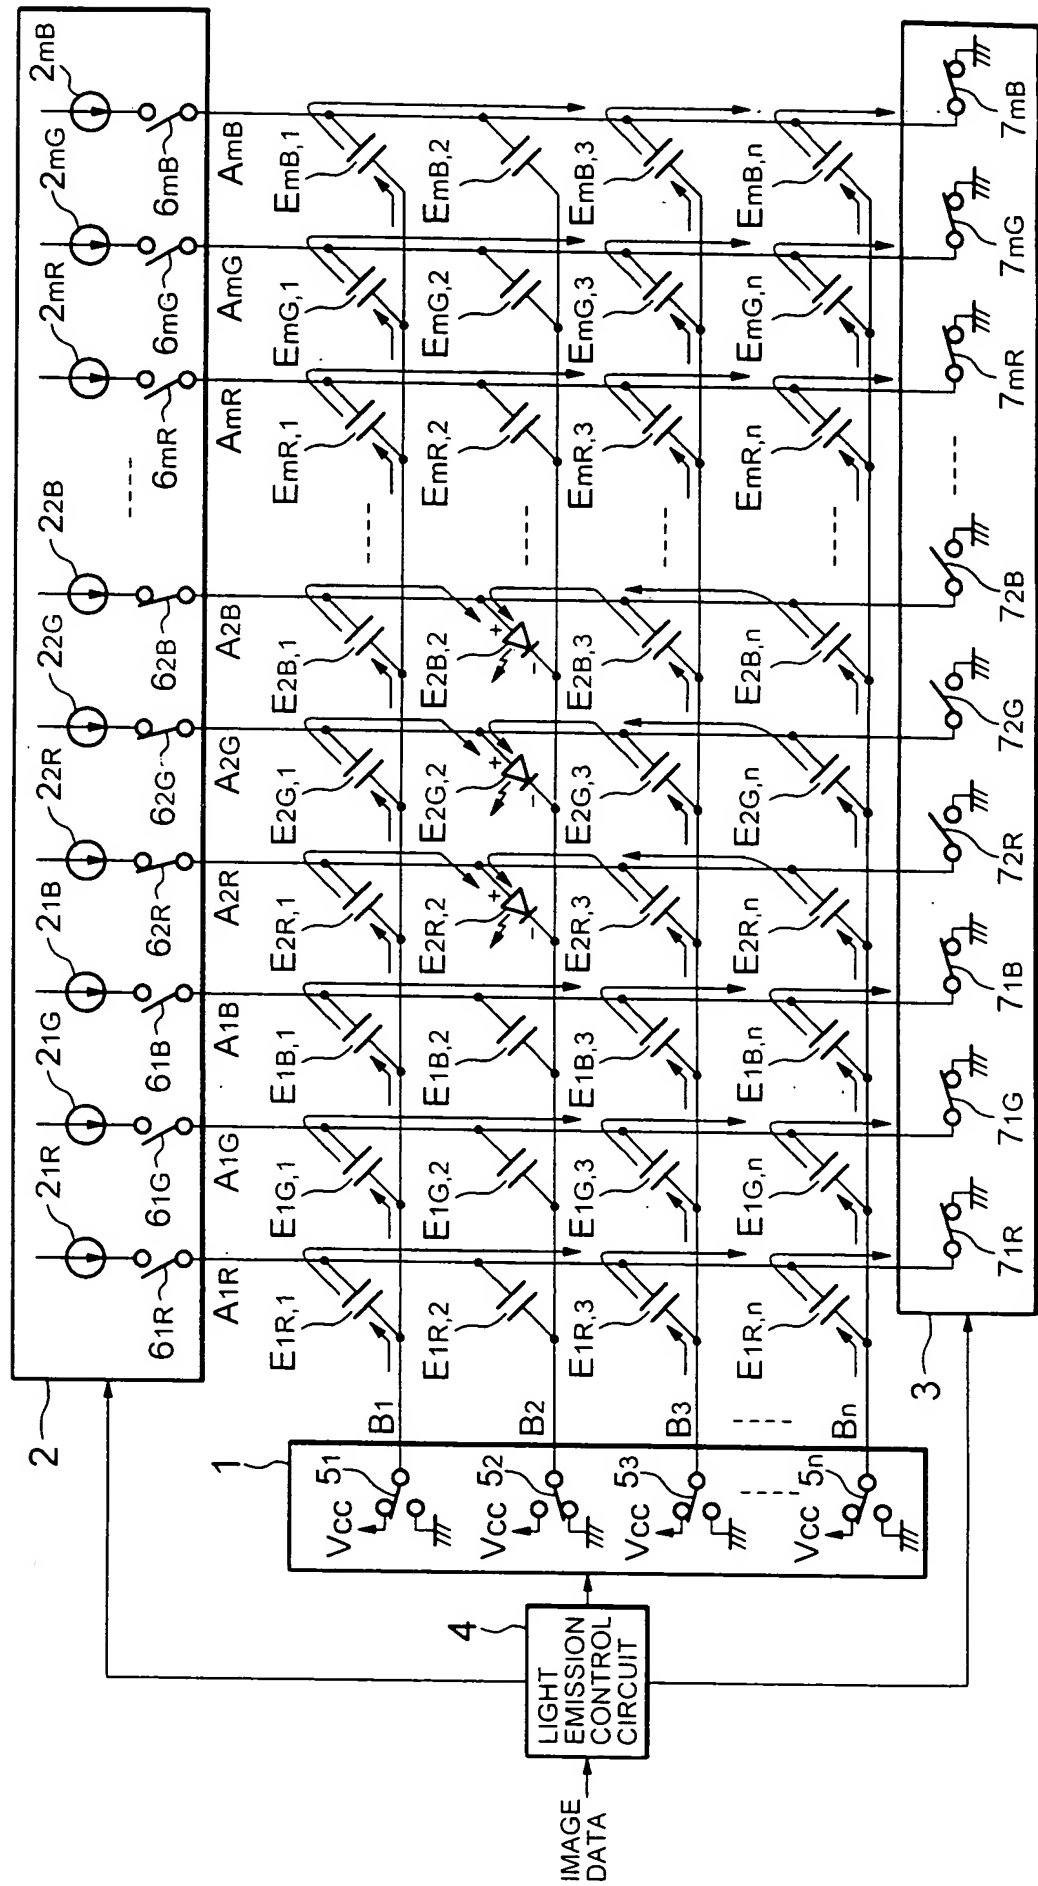 21R 21G 21B 22R 22G 22B 2mR 2mG 2mB
2
61R 61G 61B 62R 62G 62B 6mR 6mG 6mB
A1R A1G A1B A2R A2G A2B AmR AmG AmB
E1R,1 E1G,1 E1B,1 E2R,1 E2G,1 E2B,1 EmR,1 EmG,1 EmB,1
1
B1
VCC 51
E1R,2 E1G,2 E1B,2 E2R,2 E2G,2 E2B,2 EmR,2 EmG,2 EmB,2
+ + +
- - -
B2
VCC 52
4
LIGHT
EMISSION
CONTROL
CIRCUIT
IMAGE
DATA
E1R,3 E1G,3 E1B,3 E2R,3 E2G,3 E2B,3 EmR,3 EmG,3 EmB,3
B3
VCC 53
E1R,n E1G,n E1B,n E2R,n E2G,n E2B,n EmR,n EmG,n EmB,n
Bn
VCC 5n
3
71R 71G 71B 72R 72G 72B 7mR 7mG 7mB